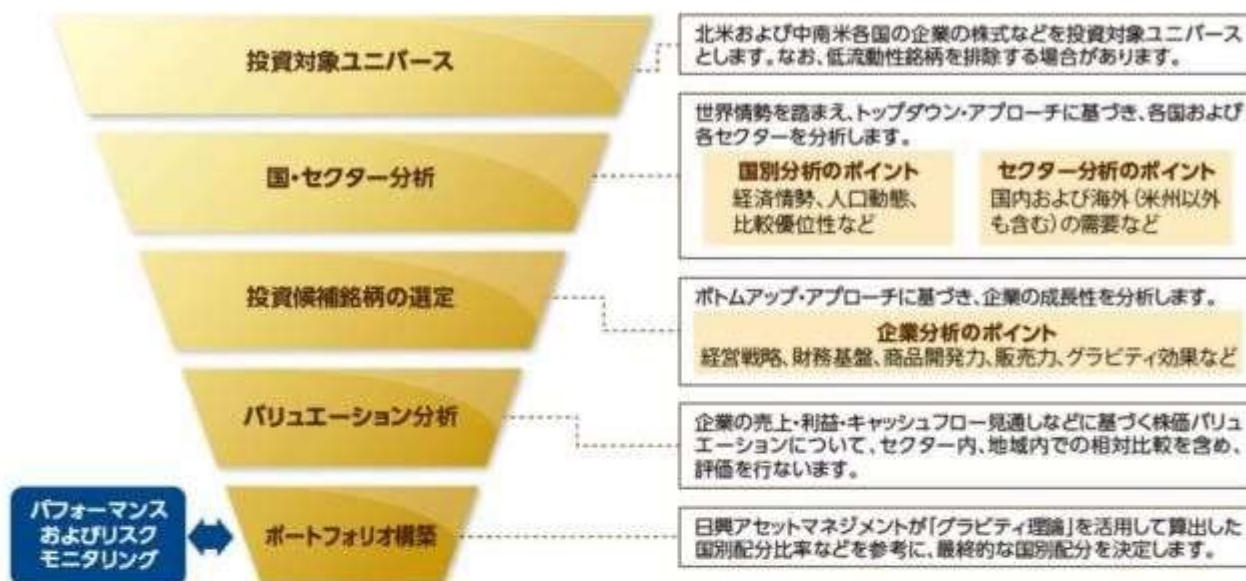 投資対象ユニバース
北米および中南米各国の企業の株式などを投資対象ユニバース
とします。なお、低流動性銘柄を排除する場合があります。
国・セクター分析
世界情勢を踏まえ、トップダウン・アプローチに基づき、各国および
各セクターを分析します。
国別分析のポイント
経済情勢、人口動態、
比較優位性など
セクター分析のポイント
国内および海外(米州以外
も含む)の需要など
投資候補銘柄の選定
ボトムアップ・アプローチに基づき、企業の成長性を分析します。
企業分析のポイント
経営戦略、財務基盤、商品開発力、販売力、グラビティ効果など
バリュエーション分析
企業の売上・利益・キャッシュフロー見通しなどに基づく株価バリュ
エーションについて、セクター内、地域内での相対比較を含め、
評価を行ないます。
パフォーマンス
およびリスク
モニタリング
ポートフォリオ構築
日興アセットマネジメントが「グラビティ理論」を活用して算出した
国別配分比率などを参考に、最終的な国別配分を決定します。